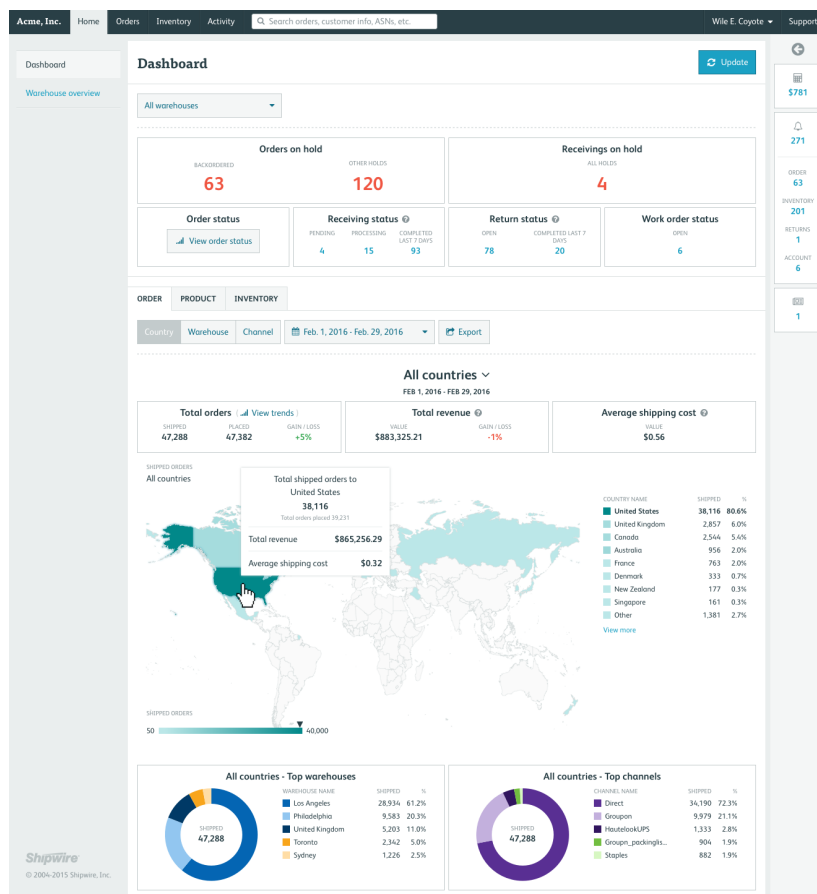 Acme, Inc. Home Orders Inventory Activity Search orders, customer info, ASNs, etc. Wile E. Coyote Support
Dashboard
Warehouse overview
Dashboard
Update
All warehouses
Orders on hold
BACKORDERED OTHER HOLDS
63 120
Receivings on hold
ALL HOLDS
4
Order status
View order status
Receiving status
PENDING PROCESSING COMPLETED LAST 7 DAYS
4 15 93
Return status
OPEN COMPLETED LAST 7 DAYS
78 20
Work order status
OPEN
6
$781
271
ORDER
63
INVENTORY
201
RETURNS
1
ACCOUNT
6
1
ORDER PRODUCT INVENTORY
Country Warehouse Channel Feb. 1, 2016 - Feb. 29, 2016 Export
All countries
FEB 1, 2016 - FEB 29, 2016
Total orders | View trends |
SHIPPED PLACED GAIN / LOSS
47,288 47,382 +5%
Total revenue
VALUE GAIN / LOSS
$883,325.21 -1%
Average shipping cost
VALUE
$0.56
SHIPPED ORDERS
All countries
Total shipped orders to
United States
38,116
Total orders placed 39,231
Total revenue $865,256.29
Average shipping cost $0.32
COUNTRY NAME SHIPPED %
United States 38,116 80.6%
United Kingdom 2,857 6.0%
Canada 2,544 5.4%
Australia 956 2.0%
France 763 2.0%
Denmark 333 0.7%
New Zealand 177 0.3%
Singapore 161 0.3%
Other 1,381 2.7%
View more
SHIPPED ORDERS
50 40,000
All countries - Top warehouses
WAREHOUSE NAME SHIPPED %
Los Angeles 28,934 61.2%
Philadelphia 9,583 20.3%
United Kingdom 5,203 11.0%
Toronto 2,342 5.0%
Sydney 1,226 2.5%
SHIPPED
47,288
All countries - Top channels
CHANNEL NAME SHIPPED %
Direct 34,190 72.3%
Groupon 9,979 21.1%
HautelookUPS 1,333 2.8%
Groupn_packinglis... 904 1.9%
Staples 882 1.9%
SHIPPED
47,288
Shipwire
© 2004-2015 Shipwire, Inc.